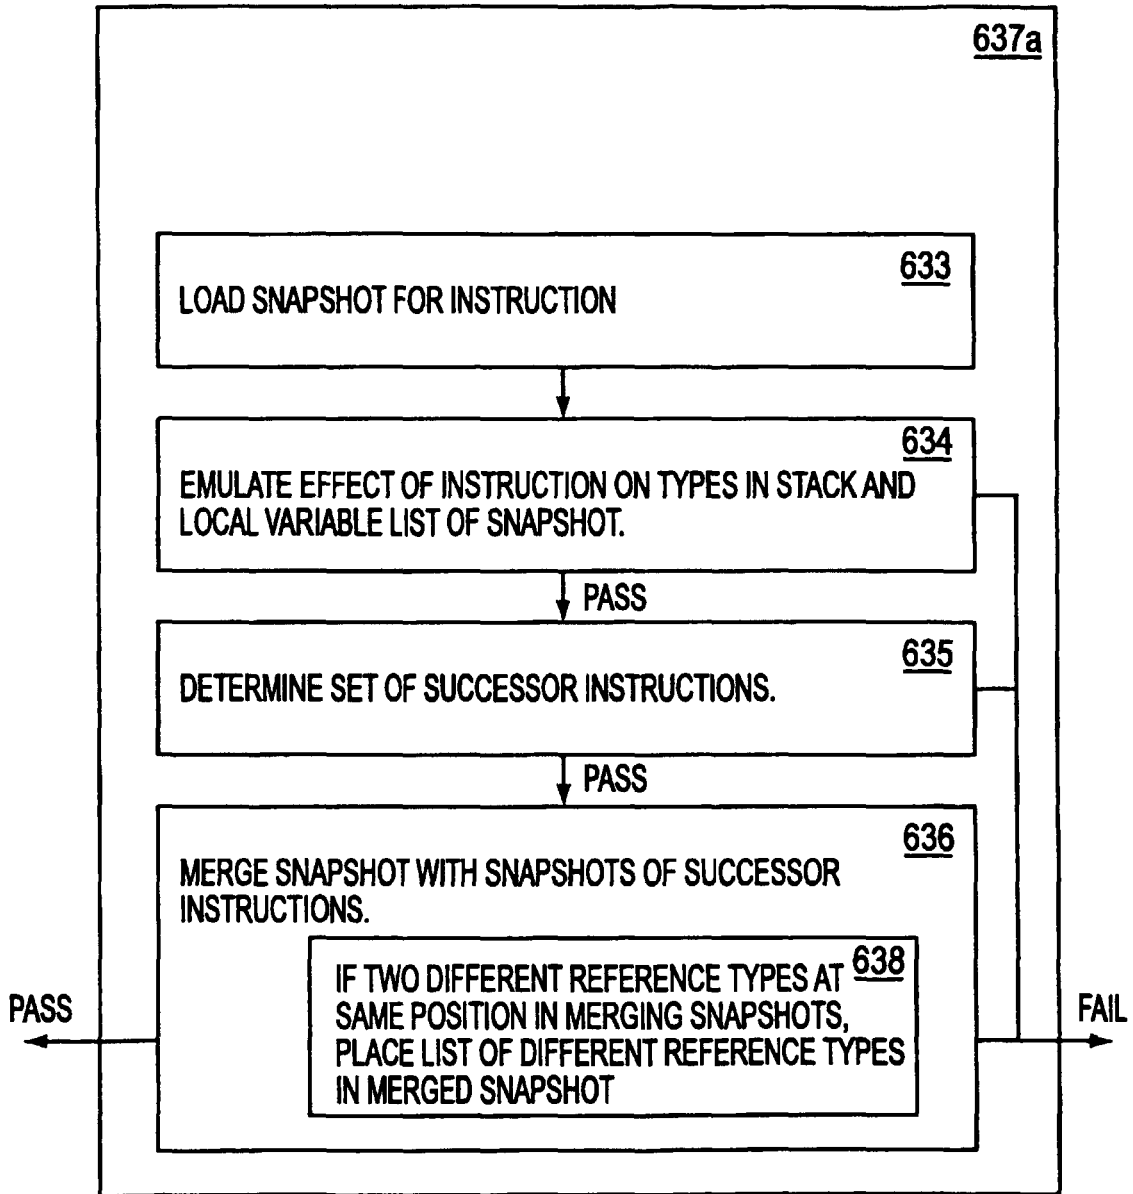 637a
633
LOAD SNAPSHOT FOR INSTRUCTION
634
EMULATE EFFECT OF INSTRUCTION ON TYPES IN STACK AND
LOCAL VARIABLE LIST OF SNAPSHOT.
PASS
635
DETERMINE SET OF SUCCESSOR INSTRUCTIONS.
PASS
636
MERGE SNAPSHOT WITH SNAPSHOTS OF SUCCESSOR
INSTRUCTIONS.
638
IF TWO DIFFERENT REFERENCE TYPES AT
SAME POSITION IN MERGING SNAPSHOTS,
PLACE LIST OF DIFFERENT REFERENCE TYPES
IN MERGED SNAPSHOT
PASS
FAIL